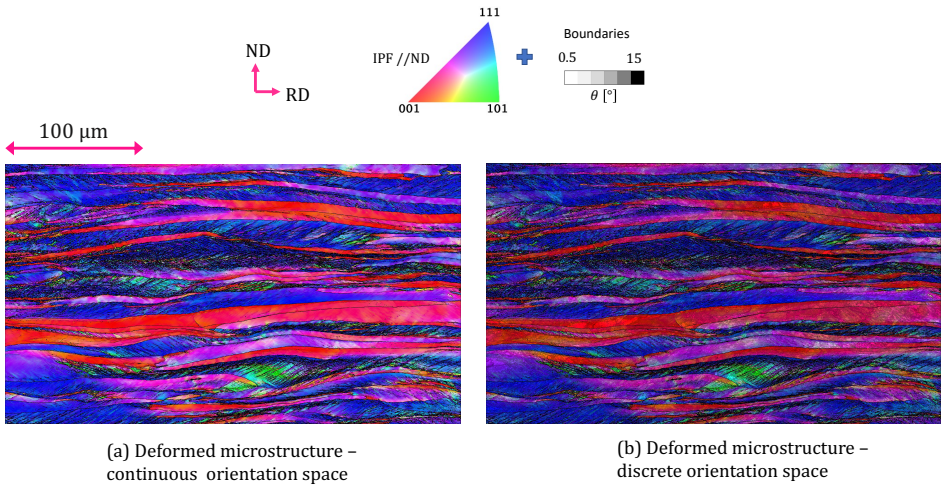 111
Boundaries
ND
IPF //ND
0.5
15
RD
001
101
θ [°]
100 μm
(a) Deformed microstructure –
continuous orientation space
(b) Deformed microstructure –
discrete orientation space